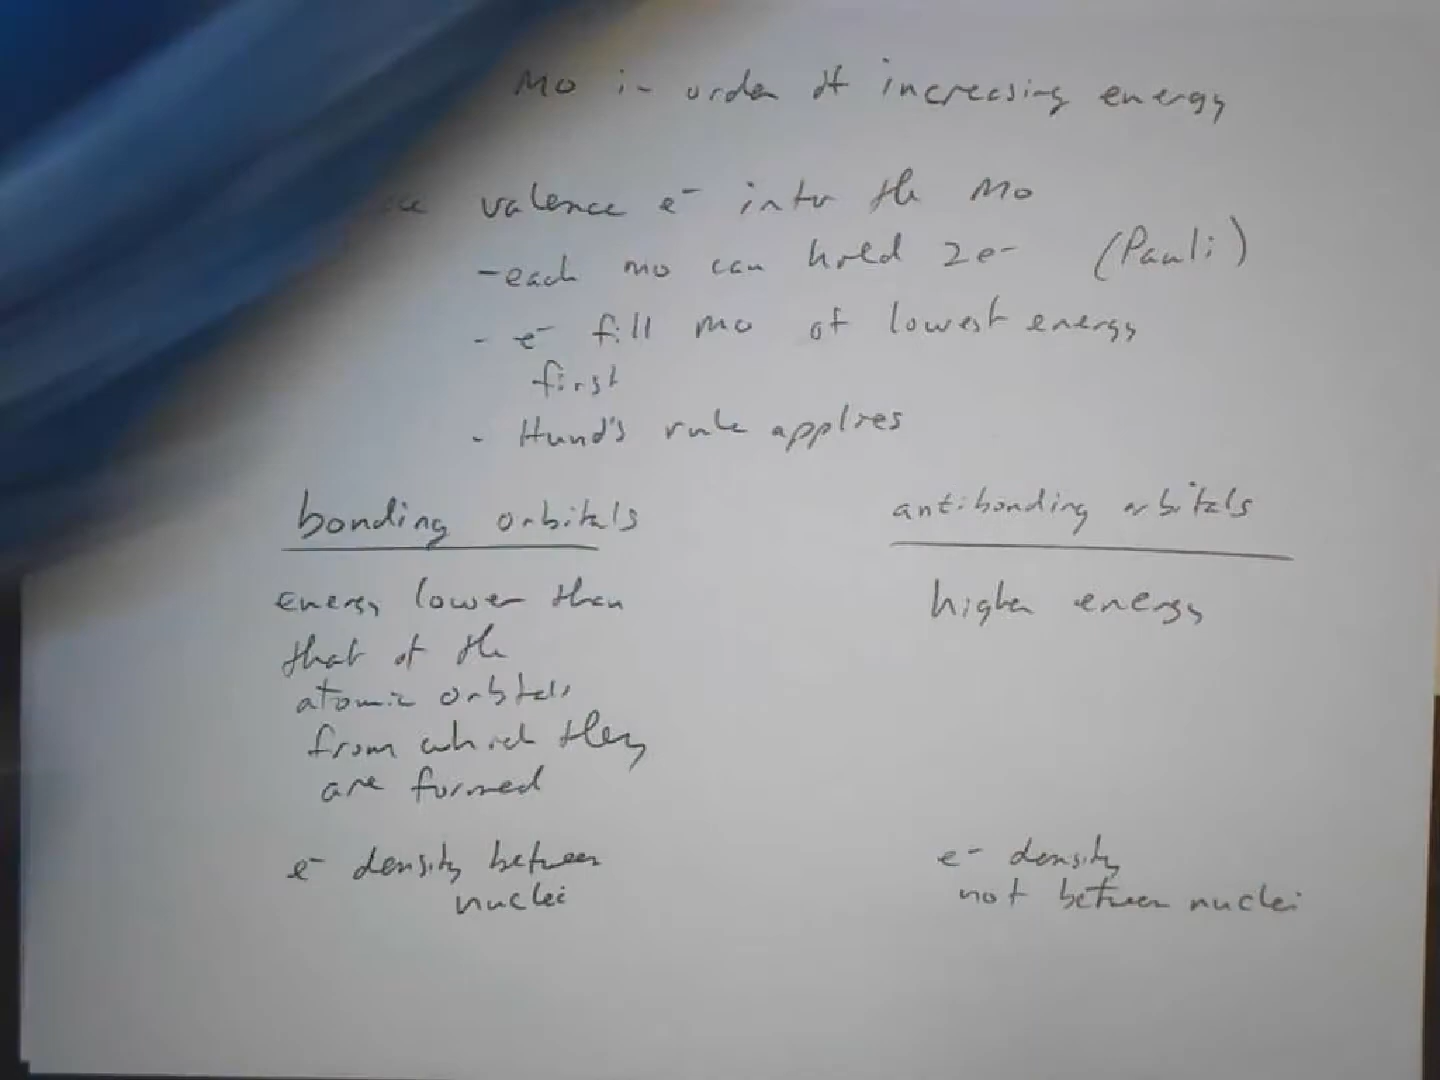 MO in order of increasing energy
valence e⁻ into the MO
- each MO can hold 2e⁻ (Pauli)
- e⁻ fill MO of lowest energy
first
- Hund's rule applies
bonding orbitals
antibonding orbitals
energy lower than
higher energy
that of the
atomic orbitals
from which they
are formed
e⁻ density between
nuclei
e⁻ density
not between nuclei